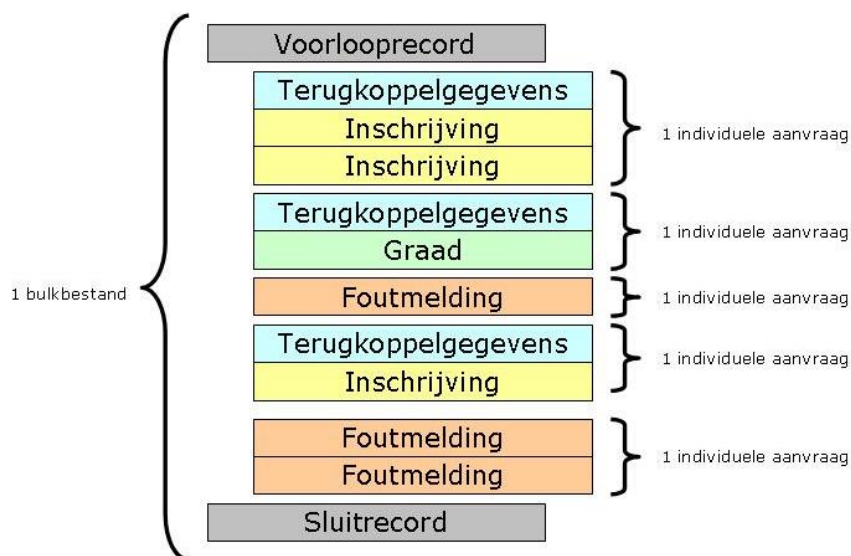 Voorlooprecord
Terugkoppelgegevens
Inschrijving
Inschrijving
1 individuele aanvraag
Terugkoppelgegevens
Graad
1 individuele aanvraag
1 bulkbestand
Foutmelding
1 individuele aanvraag
Terugkoppelgegevens
Inschrijving
1 individuele aanvraag
Foutmelding
Foutmelding
1 individuele aanvraag
Sluitrecord